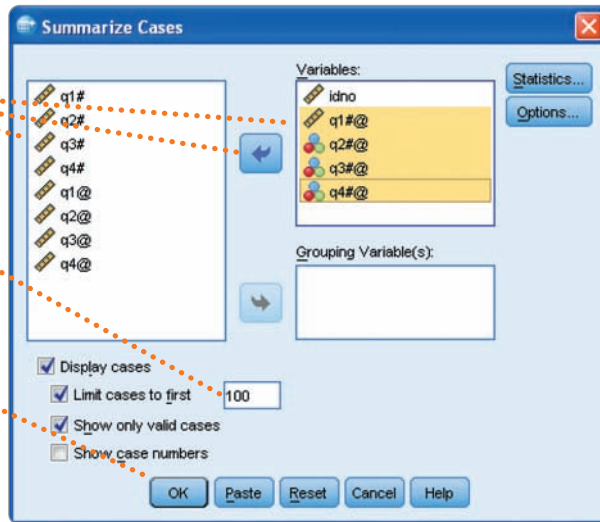 Summarize Cases
q1#
q2#
q3#
q4#
q1@
q2@
q3@
q4@
Variables:
idno
q1#@
q2#@
q3#@
q4#@
Grouping Variable(s):
Statistics...
Options...
Display cases
Limit cases to first 100
Show only valid cases
Show case numbers
OK Paste Reset Cancel Help